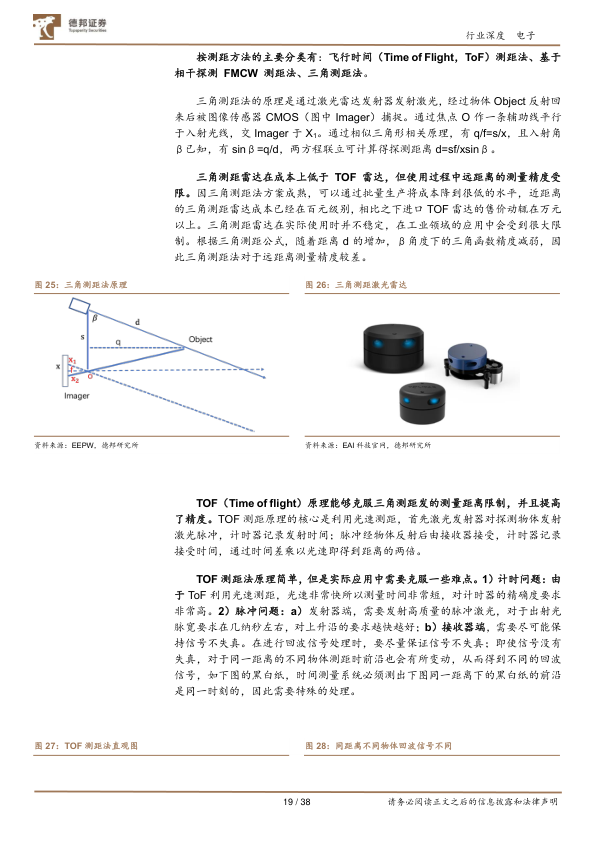 德邦证券
Topsperity Securities
行业深度 电子
按测距方法的主要分类有：飞行时间（Time of Flight，ToF）测距法、基于
相干探测 FMCW 测距法、三角测距法。
三角测距法的原理是通过激光雷达发射器发射激光，经过物体 Object 反射回
来后被图像传感器 CMOS（图中 Imager）捕捉。通过焦点 O 作一条辅助线平行
于入射光线，交 Imager 于 X₁。通过相似三角形相关原理，有 q/f=s/x，且入射角
β已知，有 sinβ=q/d，两方程联立可计算得探测距离 d=sf/xsinβ。
三角测距雷达在成本上低于 TOF 雷达，但使用过程中远距离的测量精度受
限。因三角测距法方案成熟，可以通过批量生产将成本降到很低的水平，近距离
的三角测距雷达成本已经在百元级别，相比之下进口 TOF 雷达的售价动辄在万元
以上。三角测距雷达在实际使用时并不稳定，在工业领域的应用中会受到很大限
制。根据三角测距公式，随着距离 d 的增加，β角度下的三角函数精度减弱，因
此三角测距法对于远距离测量精度较差。
图 25：三角测距法原理
图 26：三角测距激光雷达
β
d
s
q
Object
x
x₁
f
O
x₂
Imager
资料来源：EEPW，德邦研究所
资料来源：EAI 科技官网，德邦研究所
TOF（Time of flight）原理能够克服三角测距发的测量距离限制，并且提高
了精度。TOF 测距原理的核心是利用光速测距，首先激光发射器对探测物体发射
激光脉冲，计时器记录发射时间；脉冲经物体反射后由接收器接受，计时器记录
接受时间，通过时间差乘以光速即得到距离的两倍。
TOF 测距法原理简单，但是实际应用中需要克服一些难点。1）计时问题：由
于 ToF 利用光速测距，光速非常快所以测量时间非常短，对计时器的精确度要求
非常高。2）脉冲问题：a）发射器端，需要发射高质量的脉冲激光，对于出射光
脉宽要求在几纳秒左右，对上升沿的要求越快越好；b）接收器端，需要尽可能保
持信号不失真。在进行回波信号处理时，要尽量保证信号不失真；即使信号没有
失真，对于同一距离的不同物体测距时前沿也会有所变动，从而得到不同的回波
信号，如下图的黑白纸，时间测量系统必须测出下图同一距离下的黑白纸的前沿
是同一时刻的，因此需要特殊的处理。
图 27：TOF 测距法直观图
图 28：同距离不同物体回波信号不同
19 / 38
请务必阅读正文之后的信息披露和法律声明